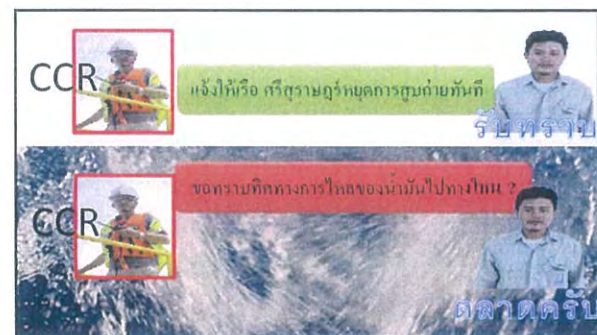 CCR
แจ้งให้เรือ ศรีสุราษฎร์หยุดการสูบถ่ายทันที
รับทราบ
ขอทราบทิศทางการไหลของน้ำมันไปทางไหน ?
CCR
ตลาดครับ